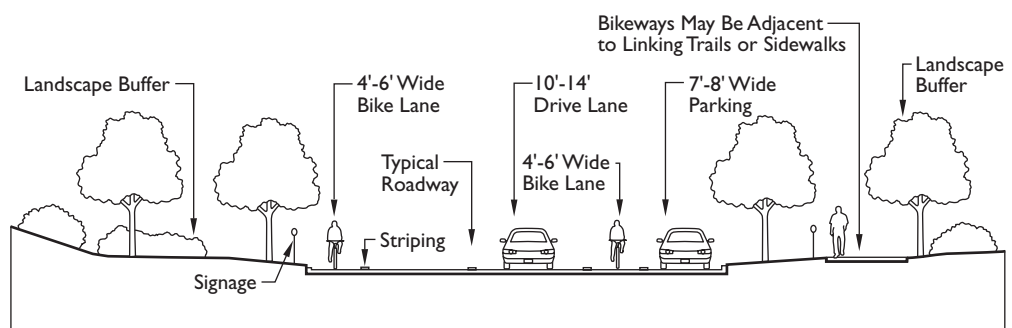 Bikeways May Be Adjacent
to Linking Trails or Sidewalks
Landscape Buffer
4'-6' Wide
Bike Lane
10'-14'
Drive Lane
7'-8' Wide
Parking
Landscape
Buffer
Typical
Roadway
4'-6' Wide
Bike Lane
Striping
Signage